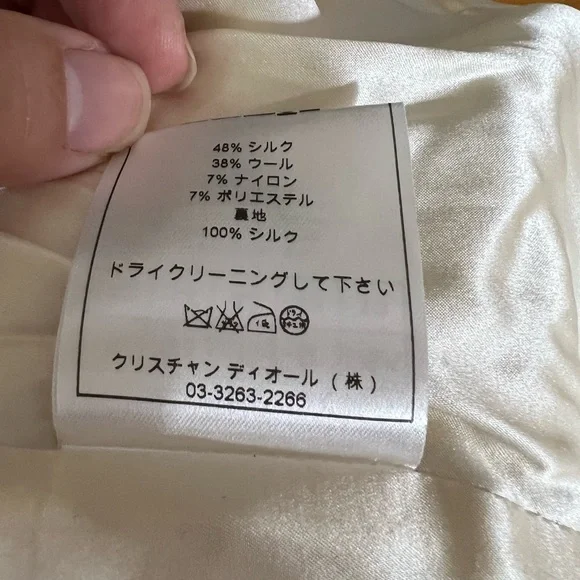 48% シルク
38% ウール
7% ナイロン
7% ポリエステル
裏地
100% シルク
ドライクリーニングして下さい
クリスチャン ディオール (株)
03-3263-2266